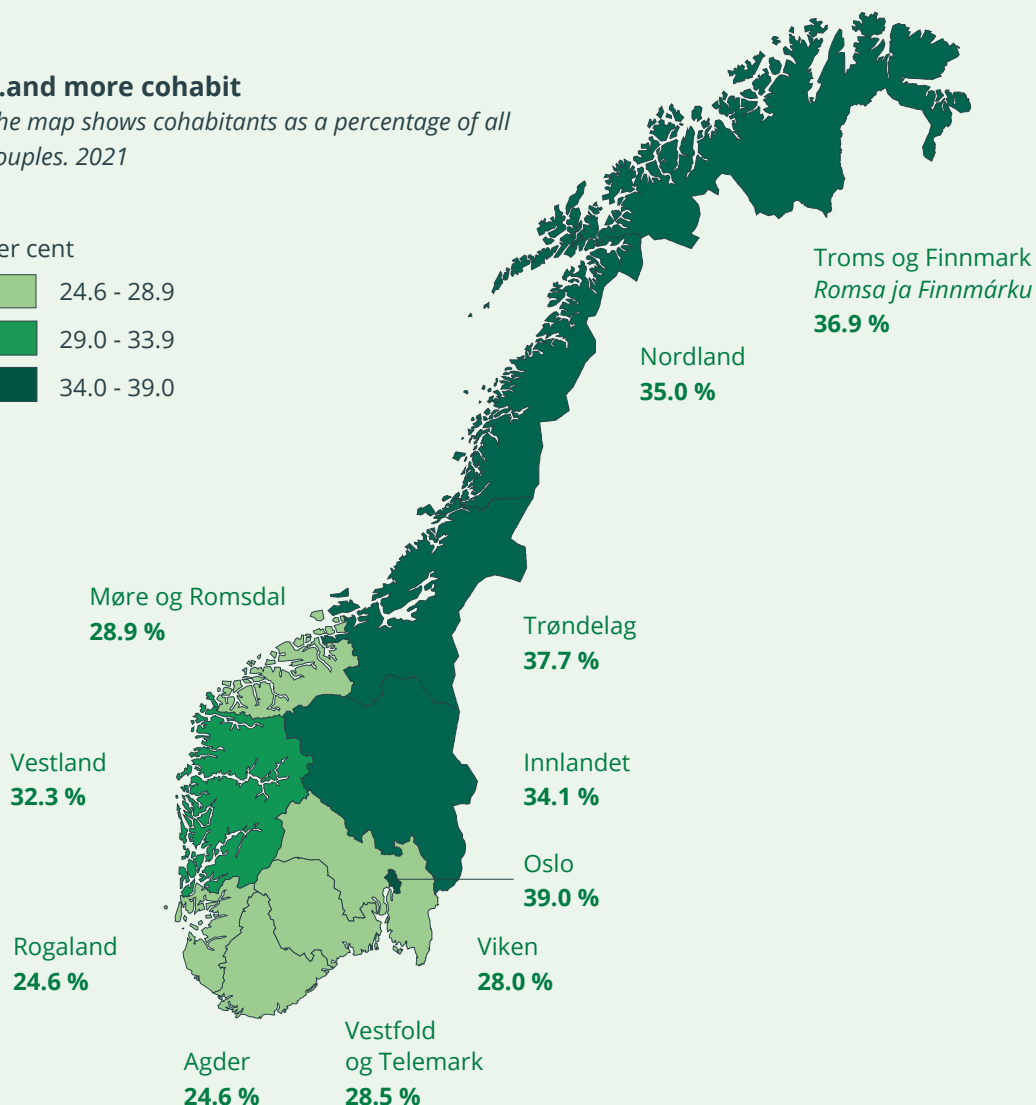 .and more cohabit
he map shows cohabitants as a percentage of all
ouples. 2021
er cent
24.6 - 28.9
29.0 - 33.9
34.0 - 39.0
Troms og Finnmark
Romsa ja Finnmárku
36.9 %
Nordland
35.0 %
Møre og Romsdal
28.9 %
Trøndelag
37.7 %
Vestland
32.3 %
Innlandet
34.1 %
Oslo
39.0 %
Rogaland
24.6 %
Viken
28.0 %
Agder
24.6 %
Vestfold
og Telemark
28.5 %